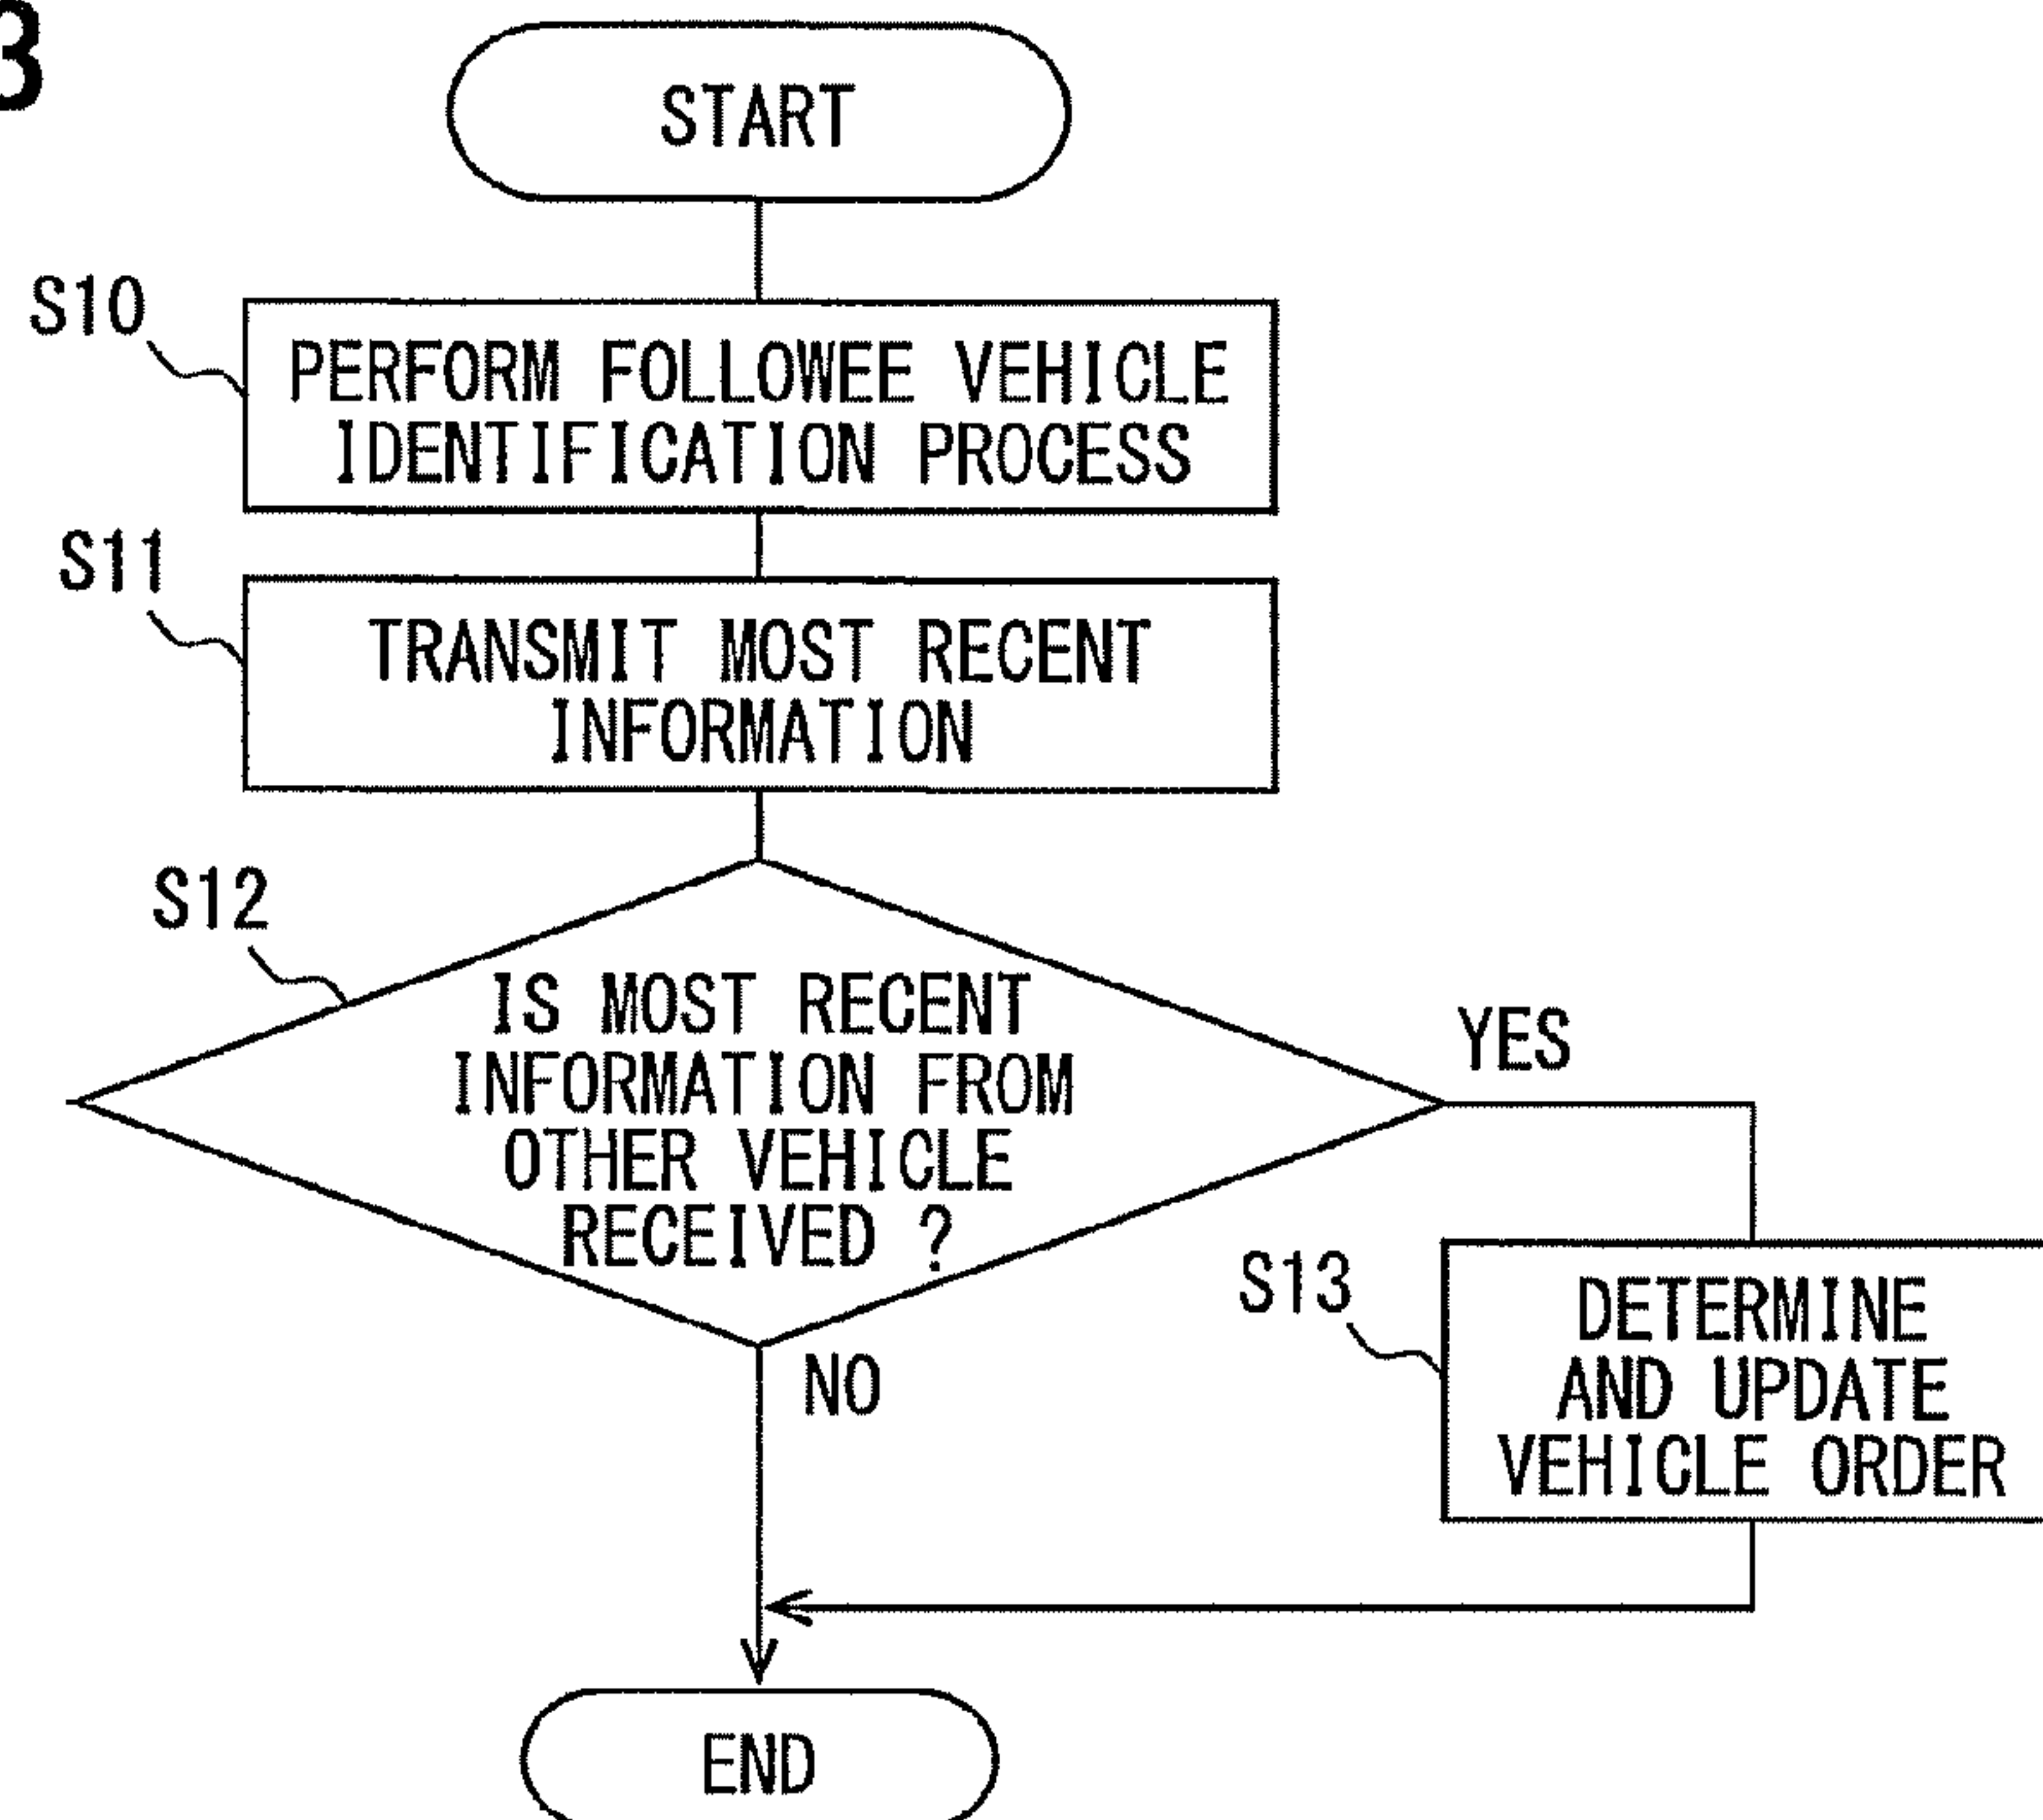 3
START
S10
PERFORM FOLLOWEE VEHICLE
IDENTIFICATION PROCESS
S11
TRANSMIT MOST RECENT
INFORMATION
S12
IS MOST RECENT
INFORMATION FROM
OTHER VEHICLE
RECEIVED ?
YES
NO
S13
DETERMINE
AND UPDATE
VEHICLE ORDER
END